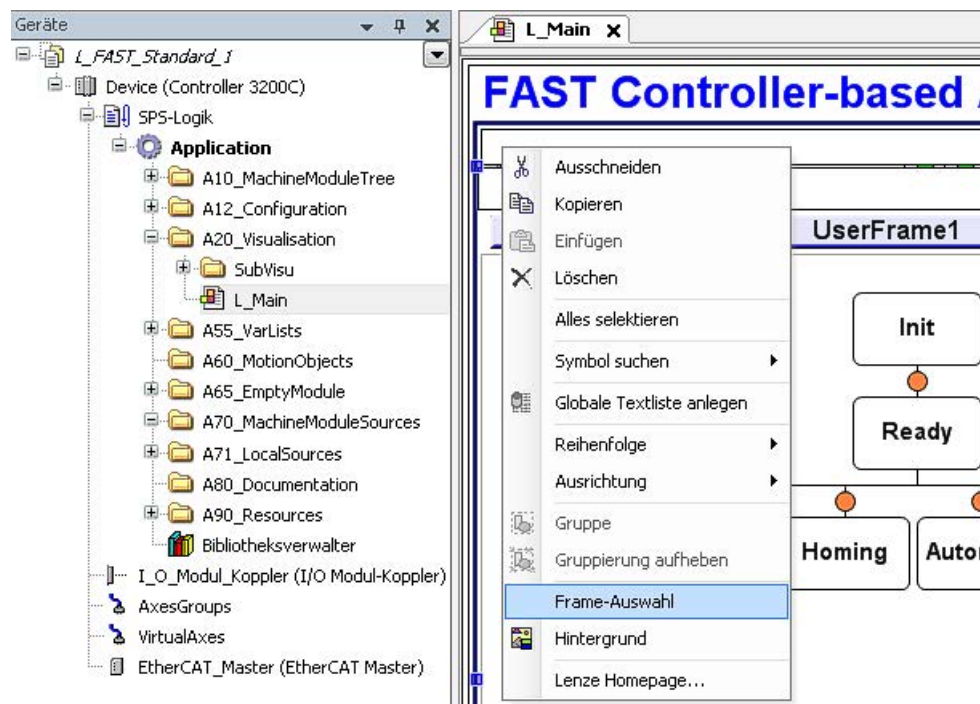 Geräte
L_FAST_Standard_1
Device (Controller 3200C)
SPS-Logik
Application
A10_MachineModuleTree
A12_Configuration
A20_Visualisation
SubVisu
L_Main
A55_VarLists
A60_MotionObjects
A65_EmptyModule
A70_MachineModuleSources
A71_LocalSources
A80_Documentation
A90_Resources
Bibliotheksverwalter
I_O_Modul_Koppler (I/O Modul-Koppler)
AxesGroups
VirtualAxes
EtherCAT_Master (EtherCAT Master)
L_Main
FAST Controller-based
Ausschneiden
Kopieren
Einfügen
Löschen
Alles selektieren
Symbol suchen
Globale Textliste anlegen
Reihenfolge
Ausrichtung
Gruppe
Gruppierung aufheben
Frame-Auswahl
Hintergrund
Lenze Homepage...
UserFrame1
Init
Ready
Homing
Autor